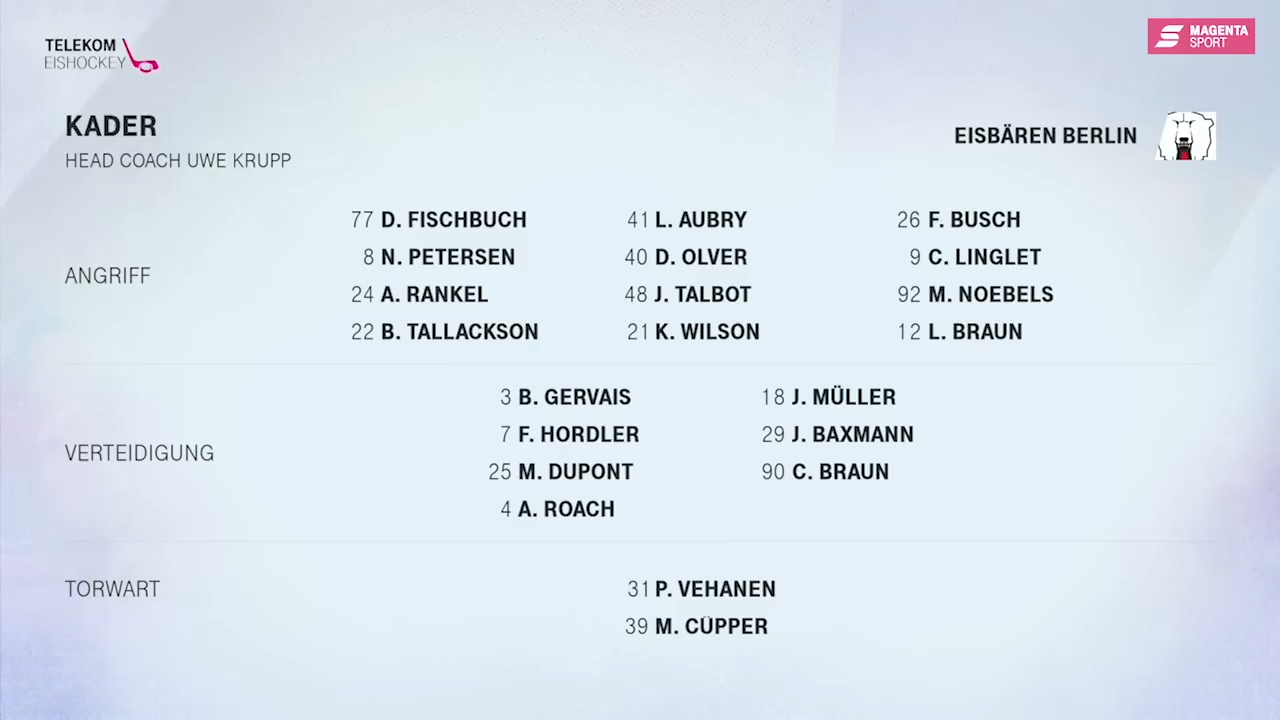 TELEKOM
EISHOCKEY
MAGENTA
SPORT
KADER
HEAD COACH UWE KRUPP
EISBÄREN BERLIN
ANGRIFF
77 D. FISCHBUCH 41 L. AUBRY 26 F. BUSCH
8 N. PETERSEN 40 D. OLVER 9 C. LINGLET
24 A. RANKEL 48 J. TALBOT 92 M. NOEBELS
22 B. TALLACKSON 21 K. WILSON 12 L. BRAUN
VERTEIDIGUNG
3 B. GERVAIS 18 J. MÜLLER
7 F. HORDLER 29 J. BAXMANN
25 M. DUPONT 90 C. BRAUN
4 A. ROACH
TORWART
31 P. VEHANEN
39 M. CÜPPER